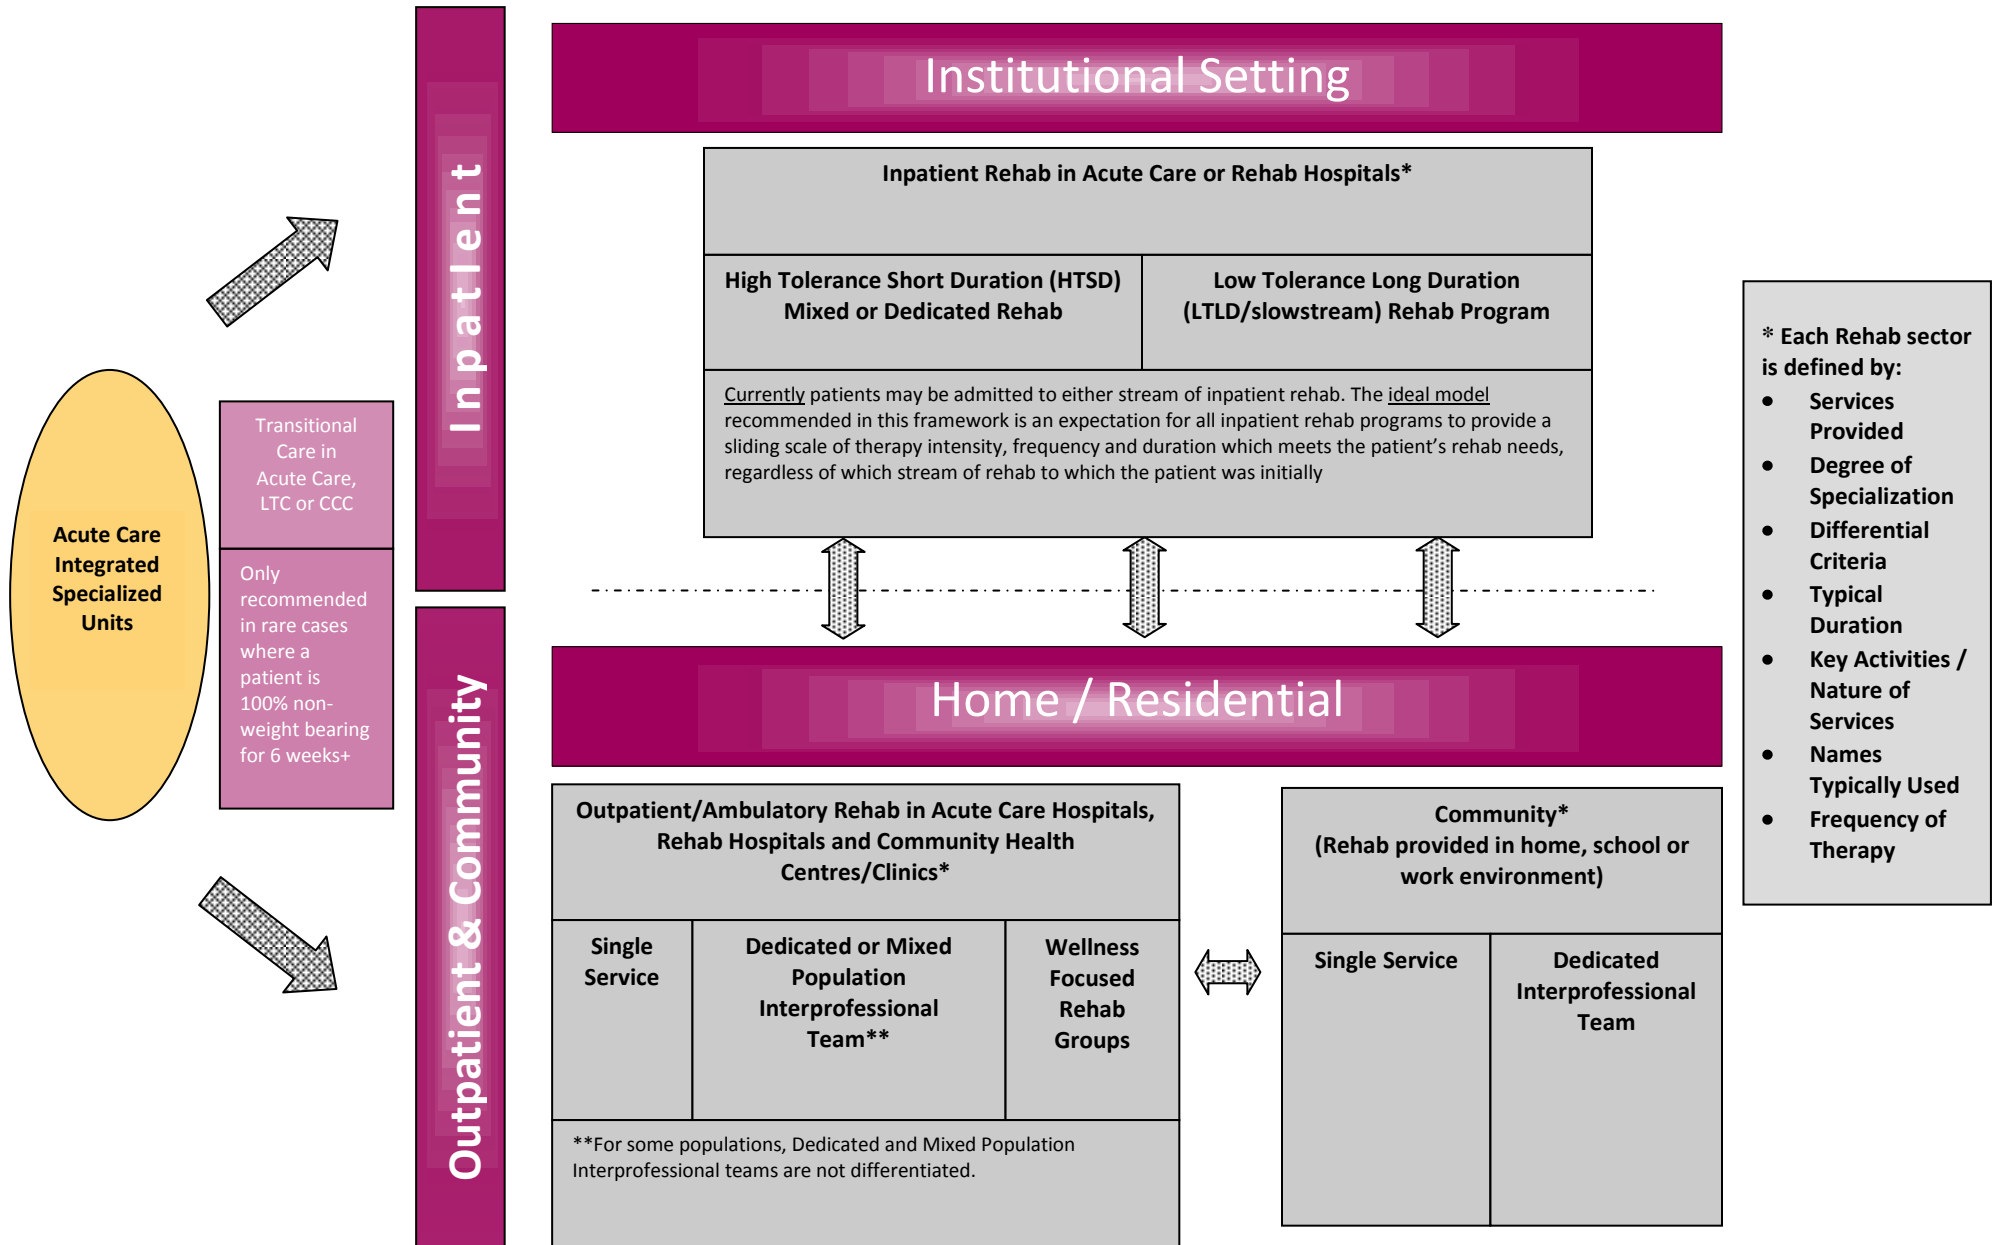 Institutional Setting
Inpatient
Inpatient Rehab in Acute Care or Rehab Hospitals*
High Tolerance Short Duration (HTSD)
Mixed or Dedicated Rehab
Low Tolerance Long Duration
(LTLD/slowstream) Rehab Program
Currently patients may be admitted to either stream of inpatient rehab. The ideal model
recommended in this framework is an expectation for all inpatient rehab programs to provide a
sliding scale of therapy intensity, frequency and duration which meets the patient's rehab needs,
regardless of which stream of rehab to which the patient was initially
Acute Care
Integrated
Specialized
Units
Transitional
Care in
Acute Care,
LTC or CCC
Only
recommended
in rare cases
where a
patient is
100% non-
weight bearing
for 6 weeks+
* Each Rehab sector
is defined by:
• Services
Provided
• Degree of
Specialization
• Differential
Criteria
• Typical
Duration
• Key Activities /
Nature of
Services
• Names
Typically Used
• Frequency of
Therapy
Outpatient & Community
Home / Residential
Outpatient/Ambulatory Rehab in Acute Care Hospitals,
Rehab Hospitals and Community Health
Centres/Clinics*
Single
Service
Dedicated or Mixed
Population
Interprofessional
Team**
Wellness
Focused
Rehab
Groups
**For some populations, Dedicated and Mixed Population
Interprofessional teams are not differentiated.
Community*
(Rehab provided in home, school or
work environment)
Single Service
Dedicated
Interprofessional
Team